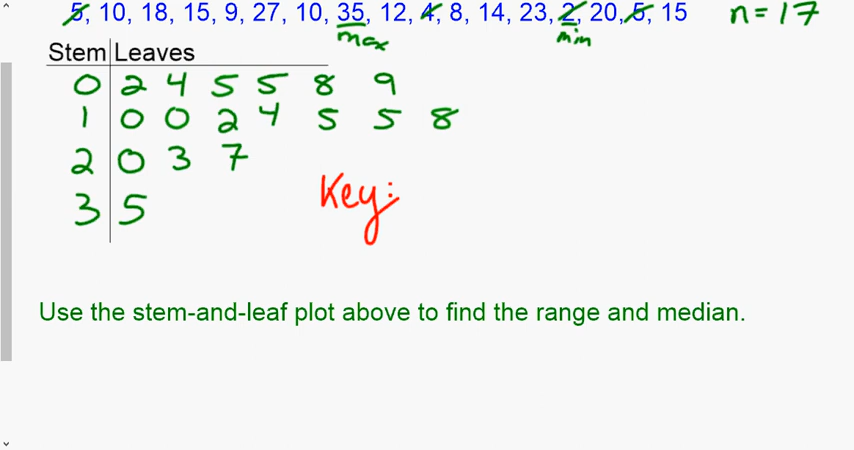 5, 10, 18, 15, 9, 27, 10, 35, 12, 4, 8, 14, 23, 2, 20, 5, 15 n = 17
max min
Stem Leaves
0 2 4 5 5 8 9
1 0 0 2 4 5 5 8
2 0 3 7
3 5
Key:
Use the stem-and-leaf plot above to find the range and median.